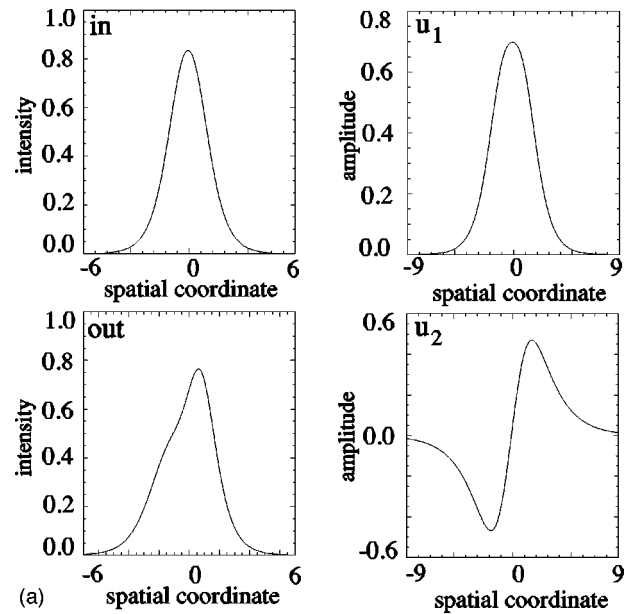 in
1.0
0.8
0.6
0.4
0.2
0.0
intensity
-6 0 6
spatial coordinate
u1
0.8
0.6
0.4
0.2
0.0
amplitude
-9 0 9
spatial coordinate
out
1.0
0.8
0.6
0.4
0.2
0.0
intensity
-6 0 6
spatial coordinate
u2
0.6
0.0
-0.6
amplitude
-9 0 9
spatial coordinate
(a)